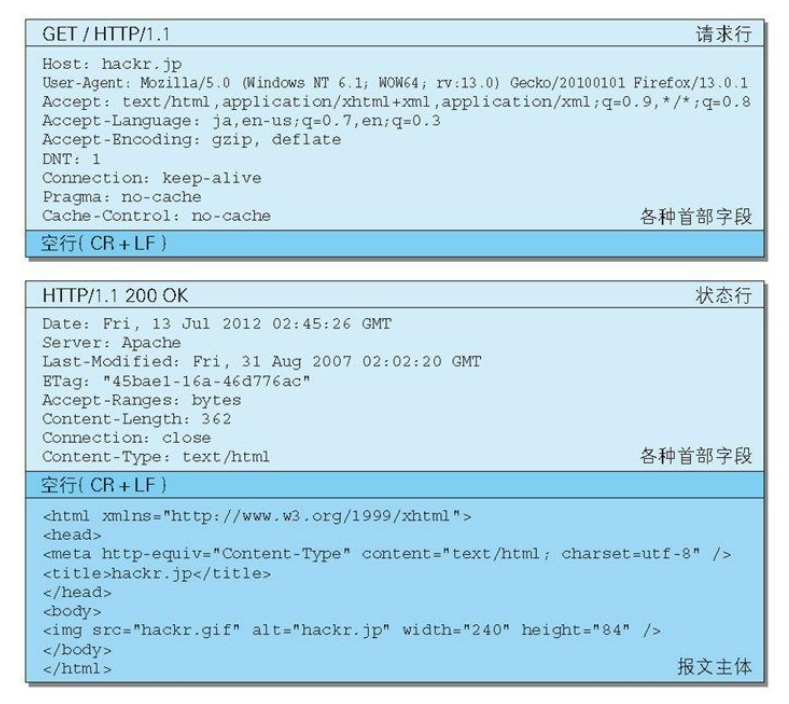 GET / HTTP/1.1 请求行
Host: hackr.jp
User-Agent: Mozilla/5.0 (Windows NT 6.1; WOW64; rv:13.0) Gecko/20100101 Firefox/13.0.1
Accept: text/html,application/xhtml+xml,application/xml;q=0.9,*/*;q=0.8
Accept-Language: ja,en-us;q=0.7,en;q=0.3
Accept-Encoding: gzip, deflate
DNT: 1
Connection: keep-alive
Pragma: no-cache
Cache-Control: no-cache 各种首部字段
空行( CR + LF )
HTTP/1.1 200 OK 状态行
Date: Fri, 13 Jul 2012 02:45:26 GMT
Server: Apache
Last-Modified: Fri, 31 Aug 2007 02:02:20 GMT
ETag: "45bae1-16a-46d776ac"
Accept-Ranges: bytes
Content-Length: 362
Connection: close
Content-Type: text/html 各种首部字段
空行( CR + LF )
<html xmlns="http://www.w3.org/1999/xhtml">
<head>
<meta http-equiv="Content-Type" content="text/html; charset=utf-8" />
<title>hackr.jp</title>
</head>
<body>
<img src="hackr.gif" alt="hackr.jp" width="240" height="84" />
</body>
</html> 报文主体